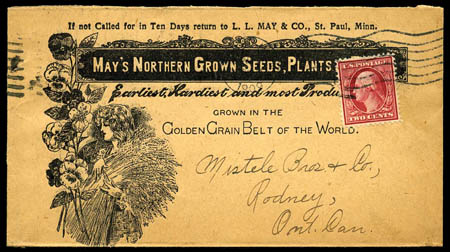 If not Called for in Ten Days return to L. L. MAY & CO., St. Paul, Minn.
MAY'S NORTHERN GROWN SEEDS, PLANTS
Earliest, Hardiest, and most
GROWN IN THE
GOLDEN GRAIN BELT OF THE WORLD.
U.S. POSTAGE
TWO CENTS
Mistele Bros & Co.,
Rodney,
Ont. Can.